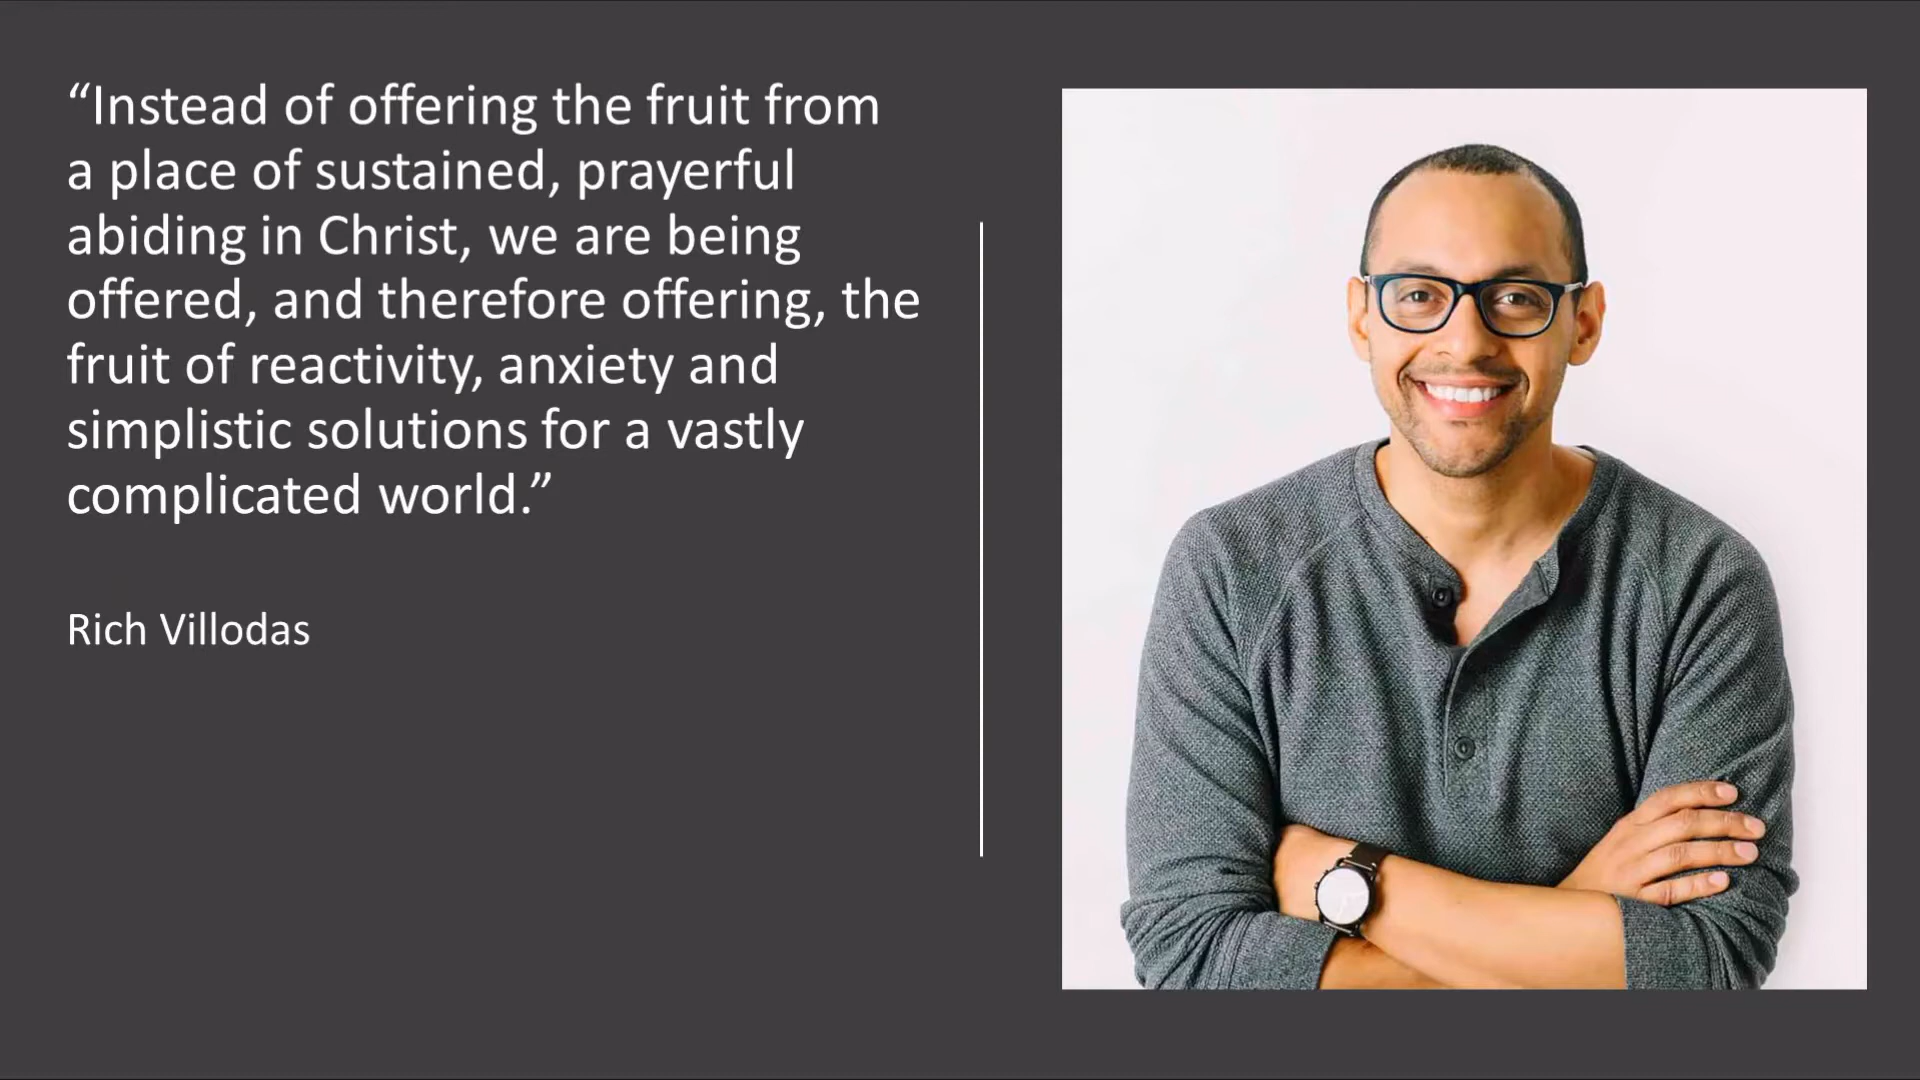 “Instead of offering the fruit from
a place of sustained, prayerful
abiding in Christ, we are being
offered, and therefore offering, the
fruit of reactivity, anxiety and
simplistic solutions for a vastly
complicated world.”
Rich Villodas